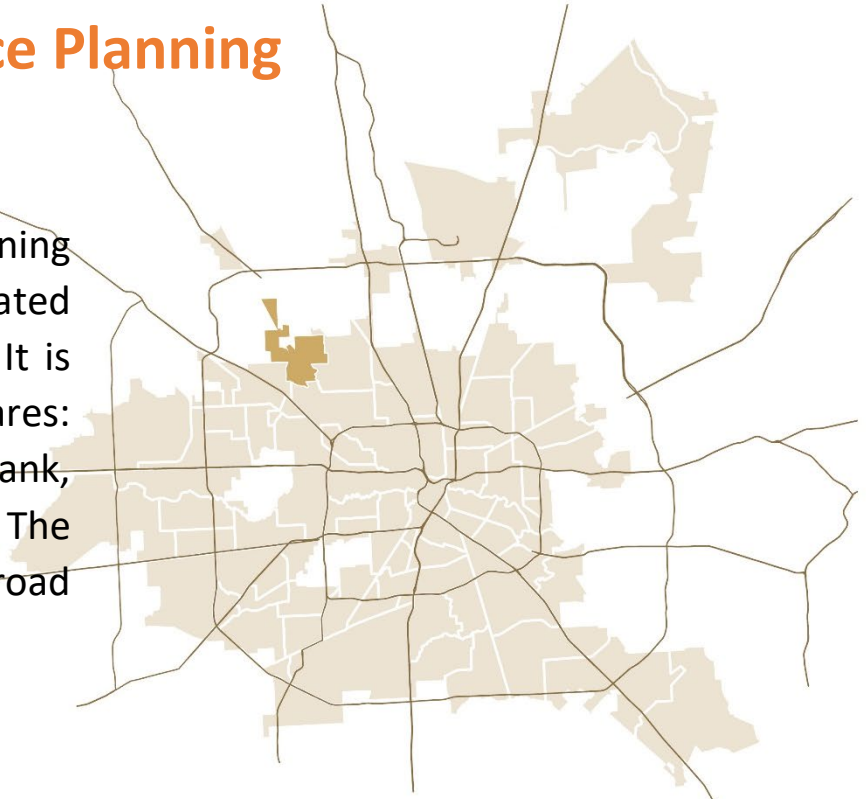 ce Planning
ning
ated
It is
ares:
ank,
The
road